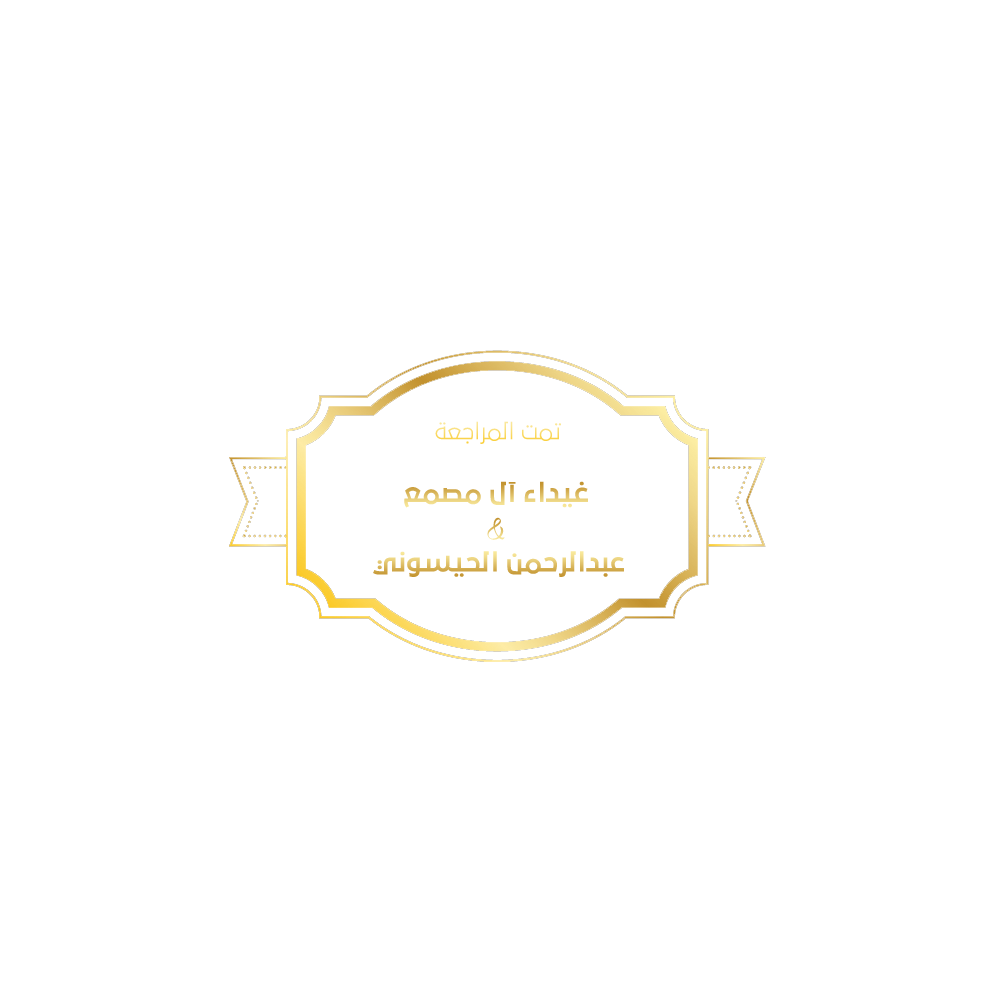 تمت المراجعة
غيداء آل مصمع
&
عبدالرحمن الحيسوني